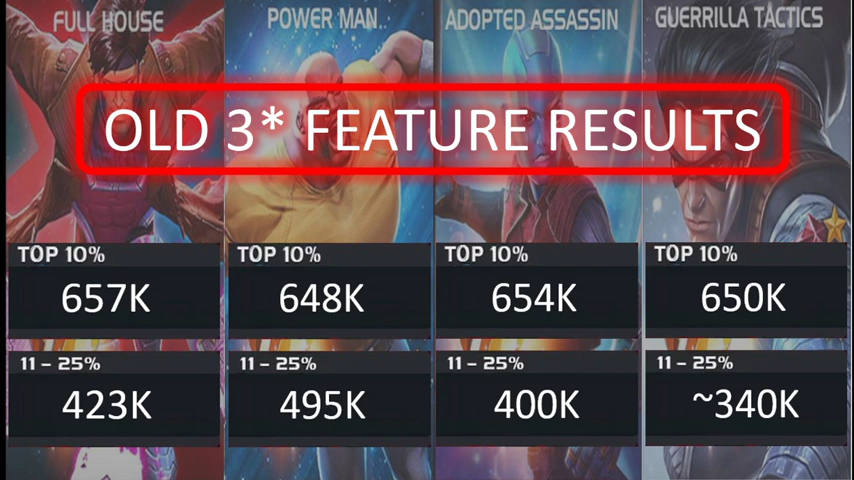 FULL HOUSE
POWER MAN
ADOPTED ASSASSIN
GUERRILLA TACTICS
OLD 3* FEATURE RESULTS
TOP 10%
TOP 10%
TOP 10%
TOP 10%
657K
648K
654K
650K
11 – 25%
11 – 25%
11 – 25%
11 – 25%
423K
495K
400K
~340K